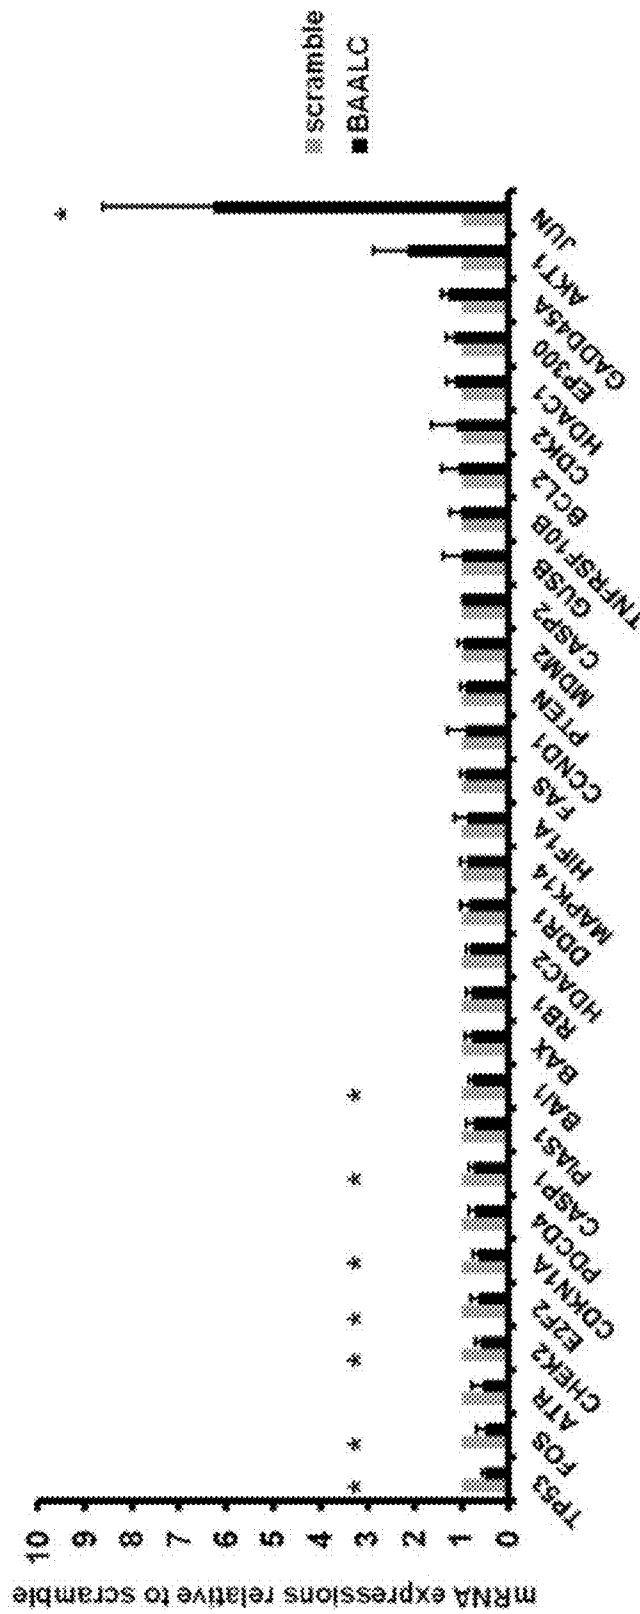 mRNA expressions relative to scramble
10
9
8
7
6
5
4
3
2
1
0
*
*
*
*
*
*
*
*
TP53
FOS
ATR
CHEK2
E2F2
CDKN1A
PDCD4
CASP1
PIAS1
BAI1
BAX
RB1
HDAC2
DDR1
MAPK14
HIF1A
FAS
CCND1
PTEN
MDM2
CASP2
GUSB
TNFRSF10B
BCL2
CDK2
HDAC1
EP300
GADD45A
AKT1
JUN
scramble
BAALC